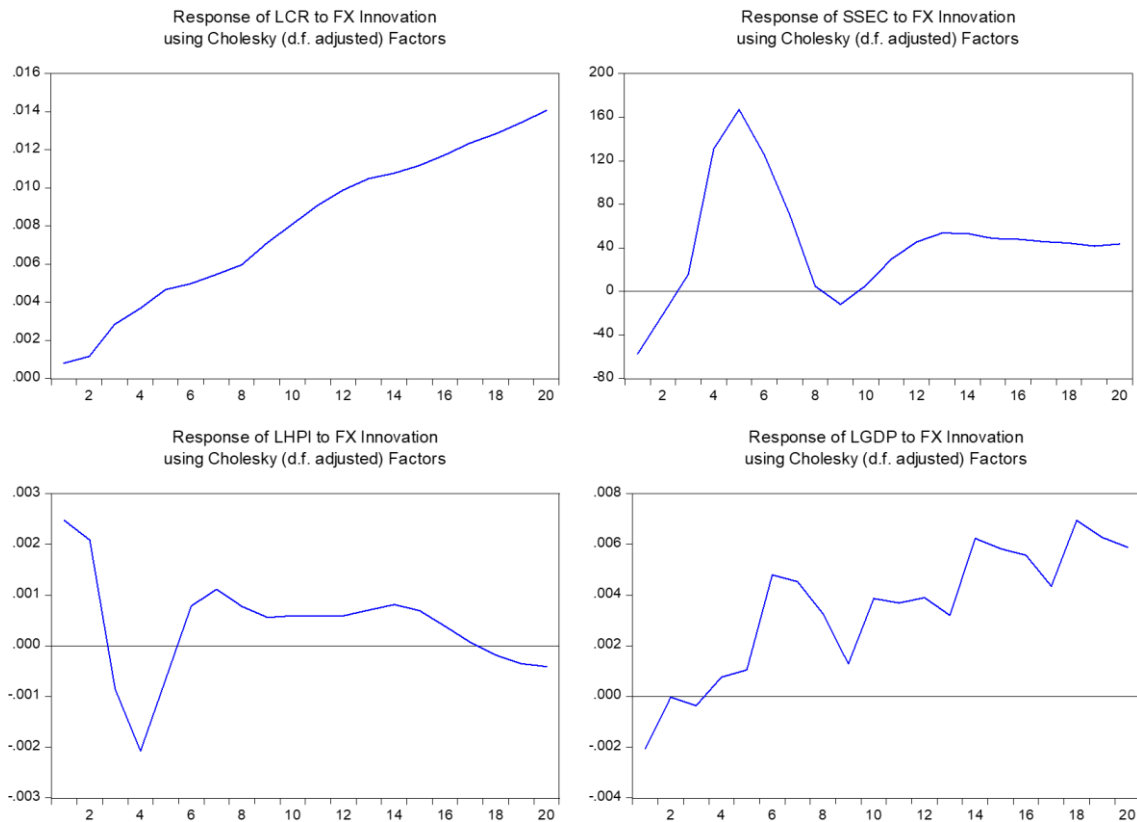 Response of LCR to FX Innovation
using Cholesky (d.f. adjusted) Factors
.016
.014
.012
.010
.008
.006
.004
.002
.000
2 4 6 8 10 12 14 16 18 20
Response of SSEC to FX Innovation
using Cholesky (d.f. adjusted) Factors
200
160
120
80
40
0
-40
-80
2 4 6 8 10 12 14 16 18 20
Response of LHPI to FX Innovation
using Cholesky (d.f. adjusted) Factors
.003
.002
.001
.000
-.001
-.002
-.003
2 4 6 8 10 12 14 16 18 20
Response of LGDP to FX Innovation
using Cholesky (d.f. adjusted) Factors
.008
.006
.004
.002
.000
-.002
-.004
2 4 6 8 10 12 14 16 18 20